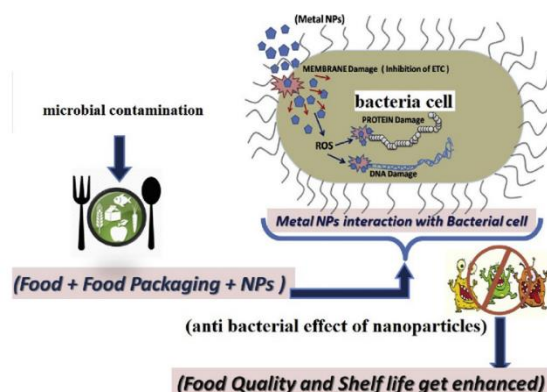 (Metal NPs)
MEMBRANE Damage ( Inhibition of ETC )
microbial contamination
bacteria cell
PROTEIN Damage
ROS
DNA Damage
Metal NPs interaction with Bacterial cell
(Food + Food Packaging + NPs )
(anti bacterial effect of nanoparticles)
(Food Quality and Shelf life get enhanced)